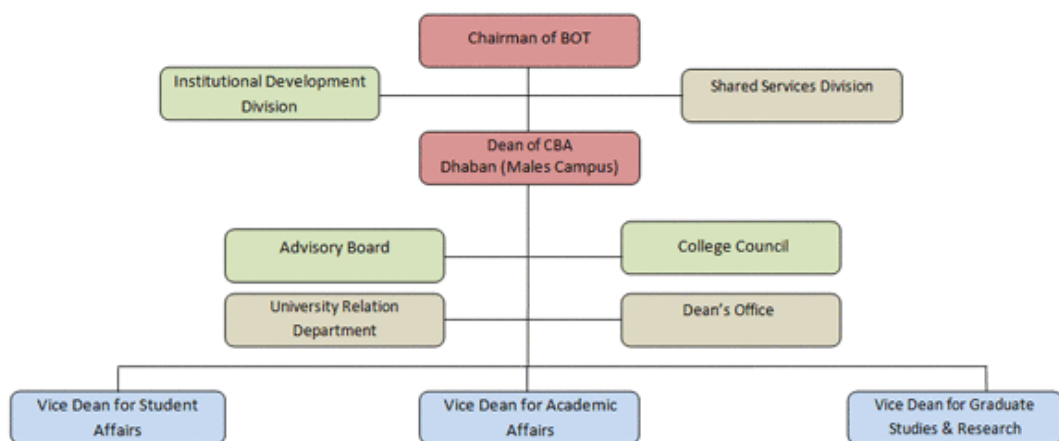 Chairman of BOT
Institutional Development
Division
Shared Services Division
Dean of CBA
Dhaban (Males Campus)
Advisory Board
College Council
University Relation
Department
Dean's Office
Vice Dean for Student
Affairs
Vice Dean for Academic
Affairs
Vice Dean for Graduate
Studies & Research